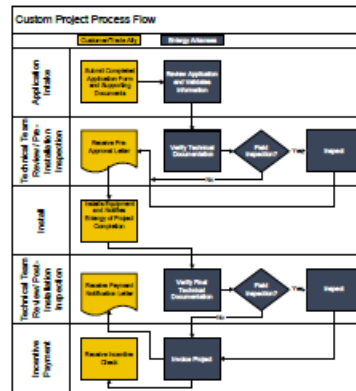 Custom Project Process Flow
Customer/Trade Ally
Entergy Arkansas
Application
Intake
Submit Completed
Application Form
and Supporting
Documents
Review Application
and Validates
Information
Technical Team
Review / Pre-
Installation
Inspection
Receive Pre-
Approval Letter
Verify Technical
Documentation
Field
Inspection?
Yes
Inspect
No
Install
Installs Equipment
and Notifies
Entergy of Project
Completion
Technical Team
Review/Post-
Installation
Inspection
Receive Payment
Notification Letter
Verify Final
Technical
Documentation
Field
Inspection?
Yes
Inspect
No
Incentive
Payment
Receive Incentive
Check
Invoice Project